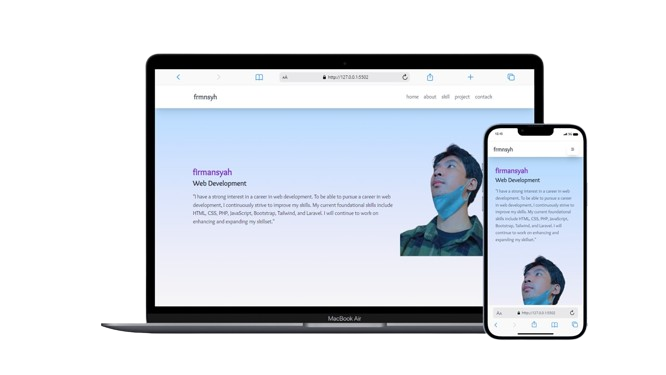 AA http://127.0.0.1:5502
frmnsyh
home about skill project contach
firmansyah
Web Development
"I have a strong interest in a career in web development. To be able to pursue a career in web
development, I continuously strive to improve my skills. My current foundational skills include
HTML, CSS, PHP, JavaScript, Bootstrap, Tailwind, and Laravel. I will continue to work on
enhancing and expanding my skillset."
MacBook Air
frmnsyh
firmansyah
Web Development
"I have a strong interest in a career in web
development. To be able to pursue a career
in web development, I continuously strive to
improve my skills. My current foundational
skills include HTML, CSS, PHP, JavaScript,
Bootstrap, Tailwind, and Laravel. I will
continue to work on enhancing and
expanding my skillset."
AA http://127.0.0.1:5502